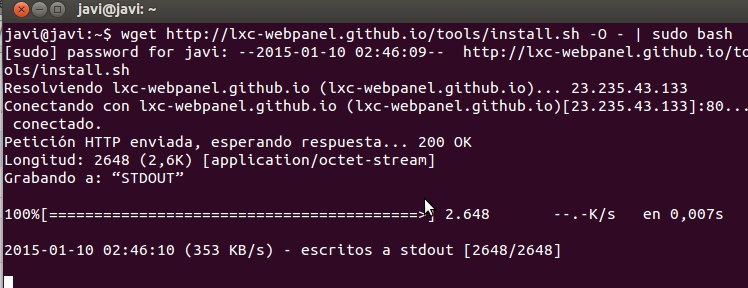 javi@javi: ~
javi@javi:~$ wget http://lxc-webpanel.github.io/tools/install.sh -O - | sudo bash
[sudo] password for javi: --2015-01-10 02:46:09--  http://lxc-webpanel.github.io/to
ols/install.sh
Resolviendo lxc-webpanel.github.io (lxc-webpanel.github.io)... 23.235.43.133
Conectando con lxc-webpanel.github.io (lxc-webpanel.github.io)[23.235.43.133]:80...
 conectado.
Petición HTTP enviada, esperando respuesta... 200 OK
Longitud: 2648 (2,6K) [application/octet-stream]
Grabando a: “STDOUT”
100%[=========================================>] 2.648       --.-K/s   en 0,007s
2015-01-10 02:46:10 (353 KB/s) - escritos a stdout [2648/2648]